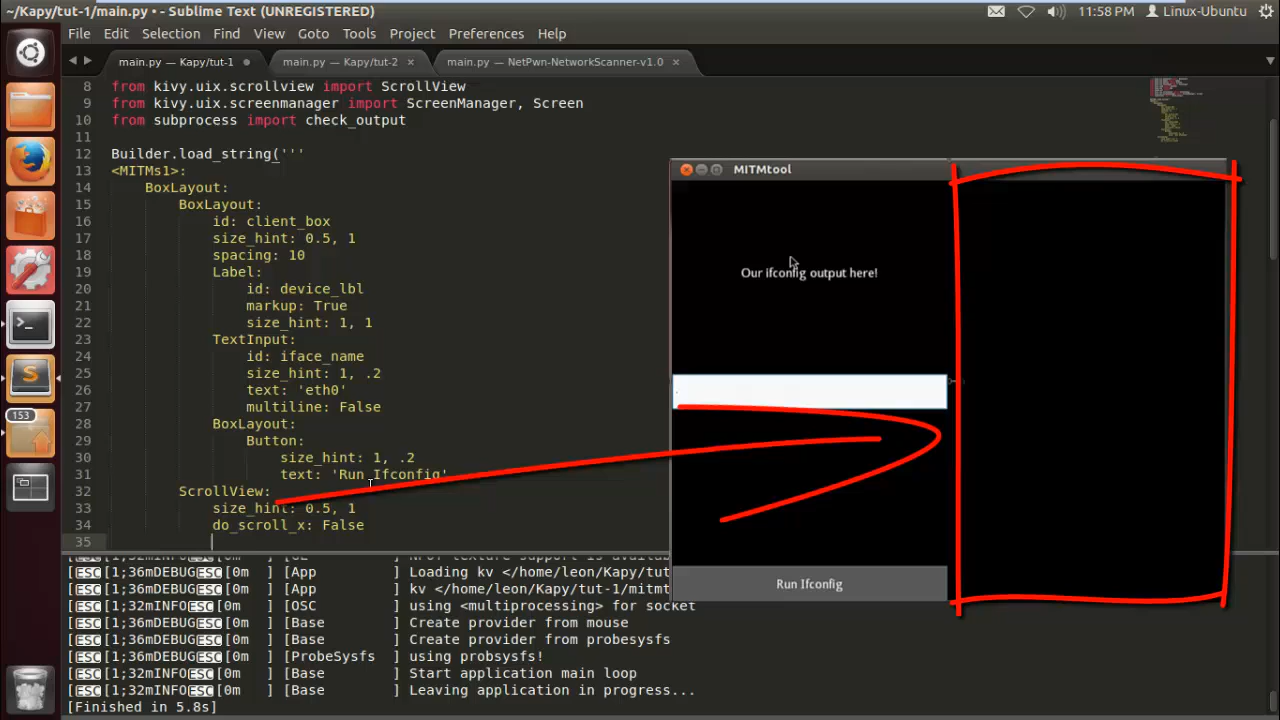 ~/Kapy/tut-1/main.py • - Sublime Text (UNREGISTERED)
11:58 PM
Linux-Ubuntu
File Edit Selection Find View Goto Tools Project Preferences Help
main.py — Kapy/tut-1
main.py — Kapy/tut-2
main.py — NetPwn-NetworkScanner-v1.0
8 from kivy.uix.scrollview import ScrollView
9 from kivy.uix.screenmanager import ScreenManager, Screen
10 from subprocess import check_output
11
12 Builder.load_string('''
13 <MITMs1>:
14 BoxLayout:
15 BoxLayout:
16 id: client_box
17 size_hint: 0.5, 1
18 spacing: 10
19 Label:
20 id: device_lbl
21 markup: True
22 size_hint: 1, 1
23 TextInput:
24 id: iface_name
25 size_hint: 1, .2
26 text: 'eth0'
27 multiline: False
28 BoxLayout:
29 Button:
30 size_hint: 1, .2
31 text: 'Run Ifconfig'
32 ScrollView:
33 size_hint: 0.5, 1
34 do_scroll_x: False
35
MITMtool
Our ifconfig output here!
Run Ifconfig
153
[ESC[1;36mDEBUGESC[0m ] [App ] Loading kv </home/leon/Kapy/tut
[ESC[1;36mDEBUGESC[0m ] [App ] kv </home/leon/Kapy/tut-1/mitmt
[ESC[1;32mINFOESC[0m ] [OSC ] using <multiprocessing> for socket
[ESC[1;32mINFOESC[0m ] [Base ] Create provider from mouse
[ESC[1;36mDEBUGESC[0m ] [Base ] Create provider from probesysfs
[ESC[1;36mDEBUGESC[0m ] [ProbeSysfs ] using probsysfs!
[ESC[1;32mINFOESC[0m ] [Base ] Start application main loop
[ESC[1;32mINFOESC[0m ] [Base ] Leaving application in progress...
[Finished in 5.8s]